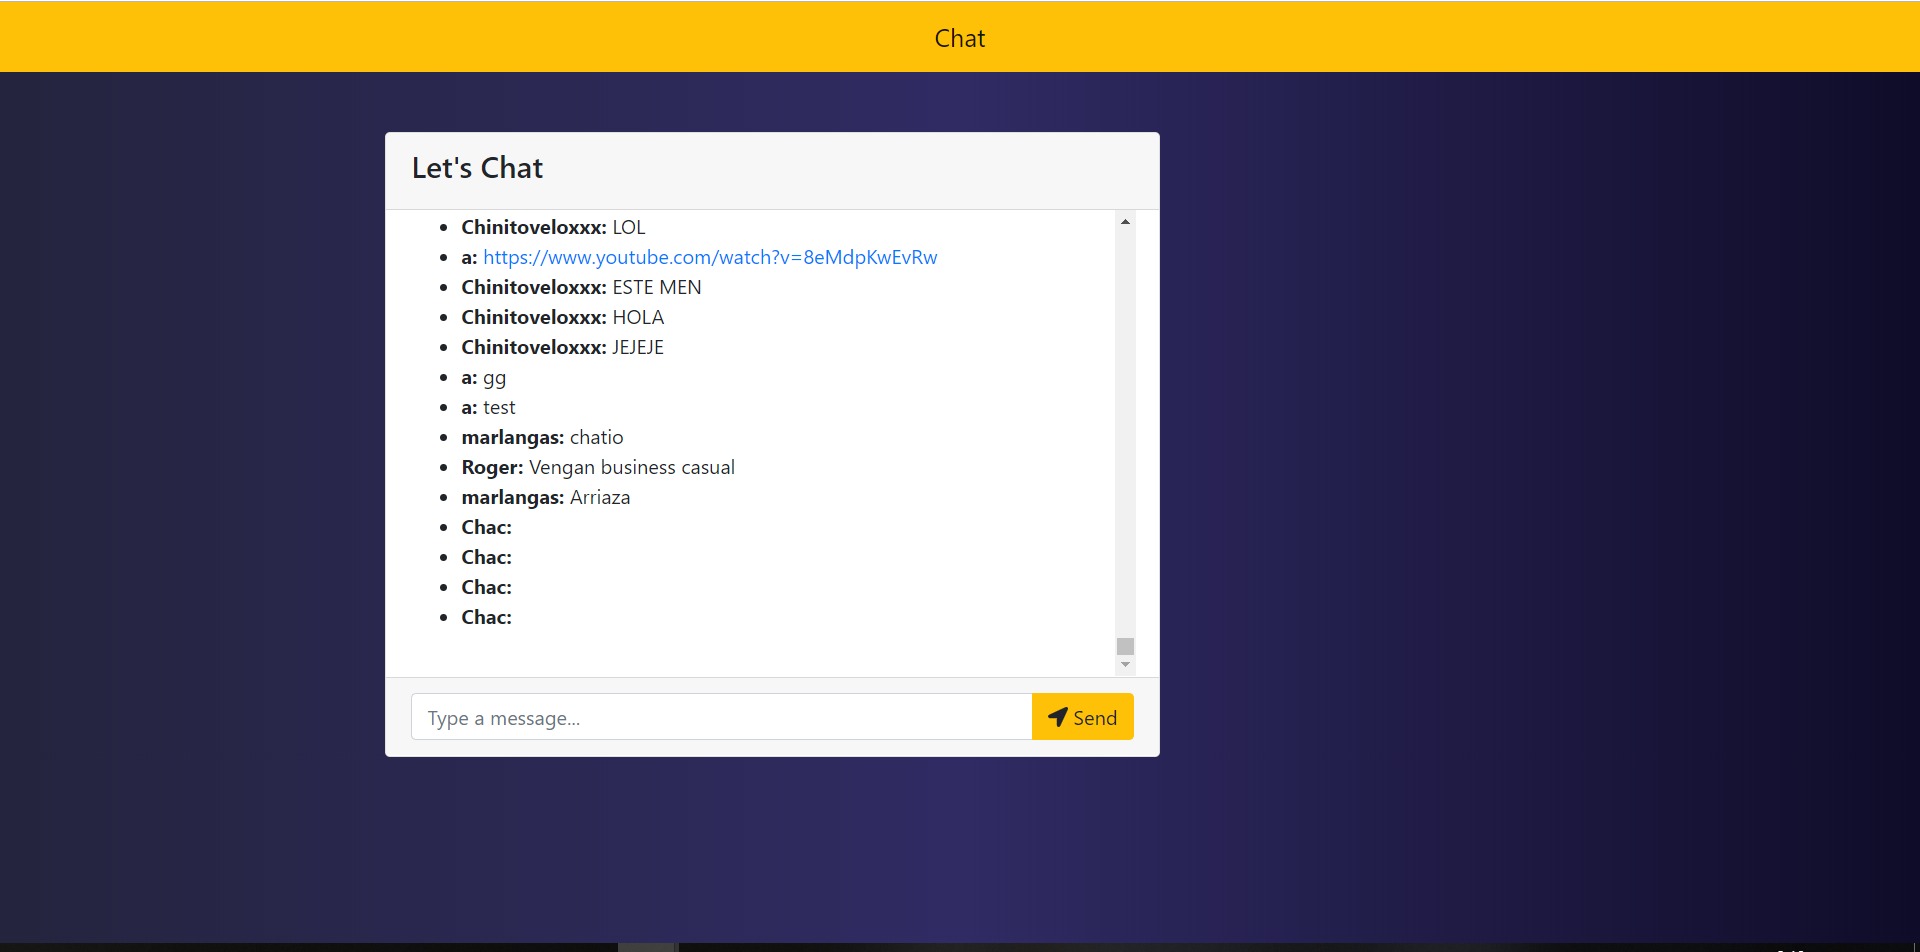 Chat
Let's Chat
Chinitoveloxxx: LOL
a: https://www.youtube.com/watch?v=8eMdpKwEvRw
Chinitoveloxxx: ESTE MEN
Chinitoveloxxx: HOLA
Chinitoveloxxx: JEJEJE
a: gg
a: test
marlangas: chatio
Roger: Vengan business casual
marlangas: Arriaza
Chac:
Chac:
Chac:
Chac:
Type a message...
Send